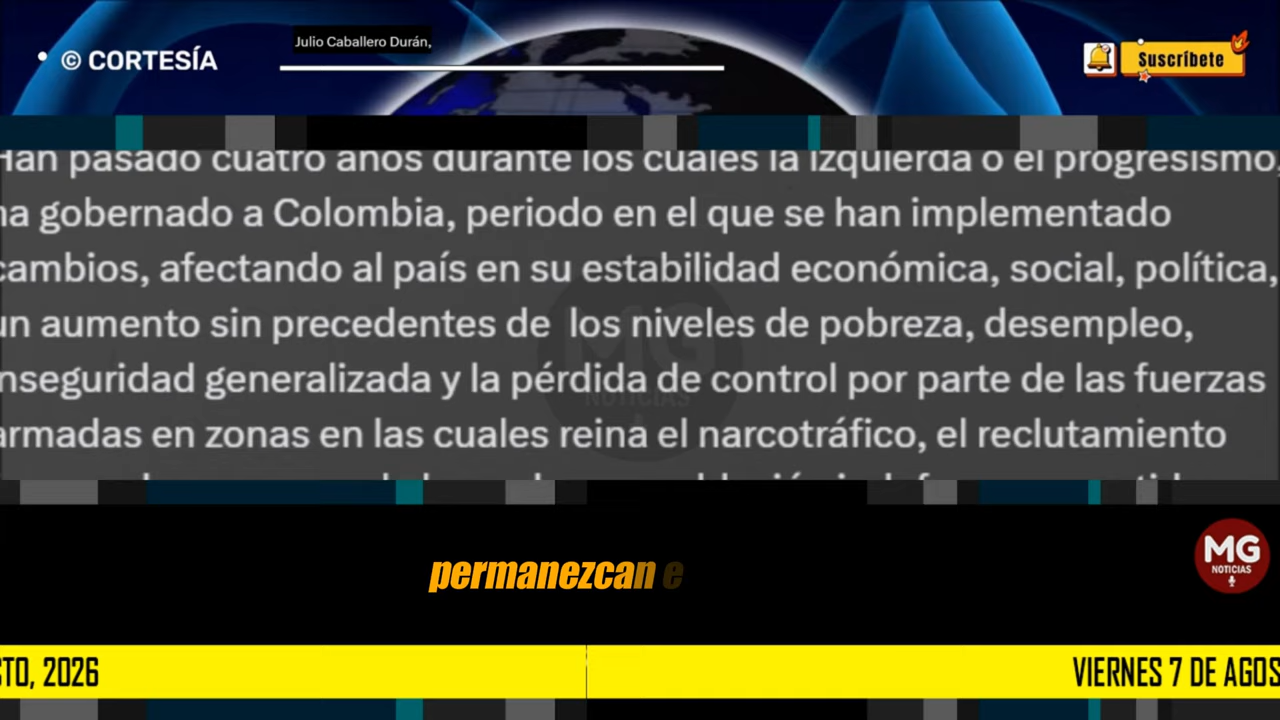 © CORTESÍA
Julio Caballero Durán,
Suscríbete
Han pasado cuatro años durante los cuales la izquierda o el progresismo,
ha gobernado a Colombia, periodo en el que se han implementado
cambios, afectando al país en su estabilidad económica, social, política,
un aumento sin precedentes de los niveles de pobreza, desempleo,
nseguridad generalizada y la pérdida de control por parte de las fuerzas
armadas en zonas en las cuales reina el narcotráfico, el reclutamiento
MG
NOTICIAS
permanezcan e
MG
NOTICIAS
STO, 2026
VIERNES 7 DE AGOS